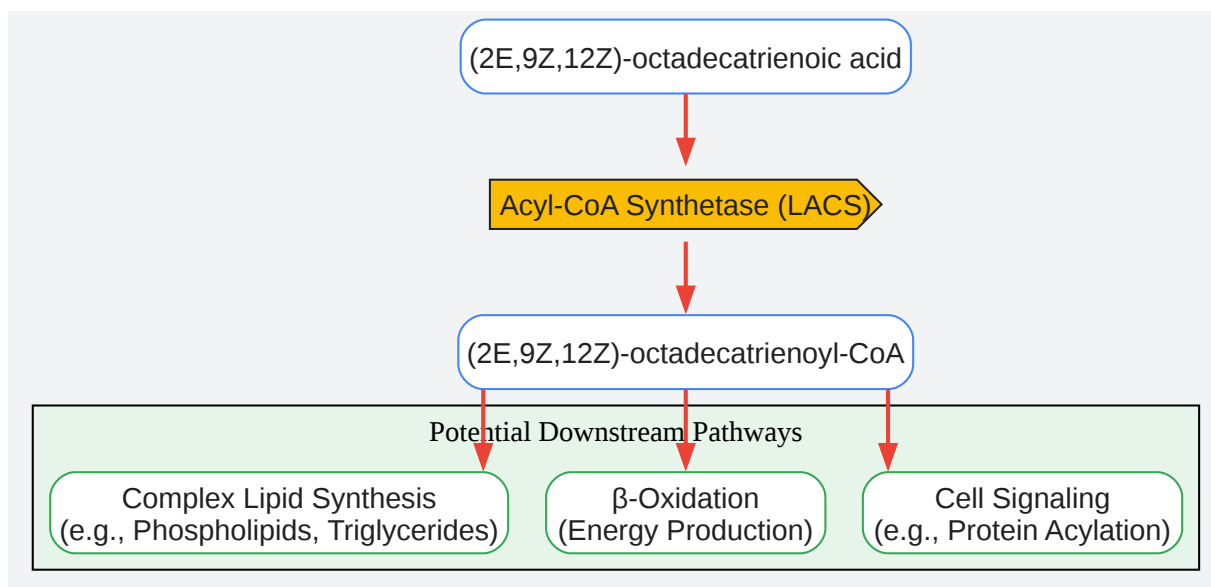 (2E,9Z,12Z)-octadecatrienoic acid
Acyl-CoA Synthetase (LACS)
(2E,9Z,12Z)-octadecatrienoyl-CoA
Potential Downstream Pathways
Complex Lipid Synthesis
(e.g., Phospholipids, Triglycerides)
β-Oxidation
(Energy Production)
Cell Signaling
(e.g., Protein Acylation)